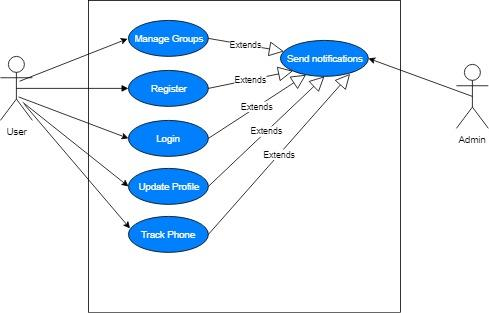 Manage Groups
Extends
Send notifications
Register
Extends
Extends
Login
Extends
User
Admin
Extends
Update Profile
Track Phone